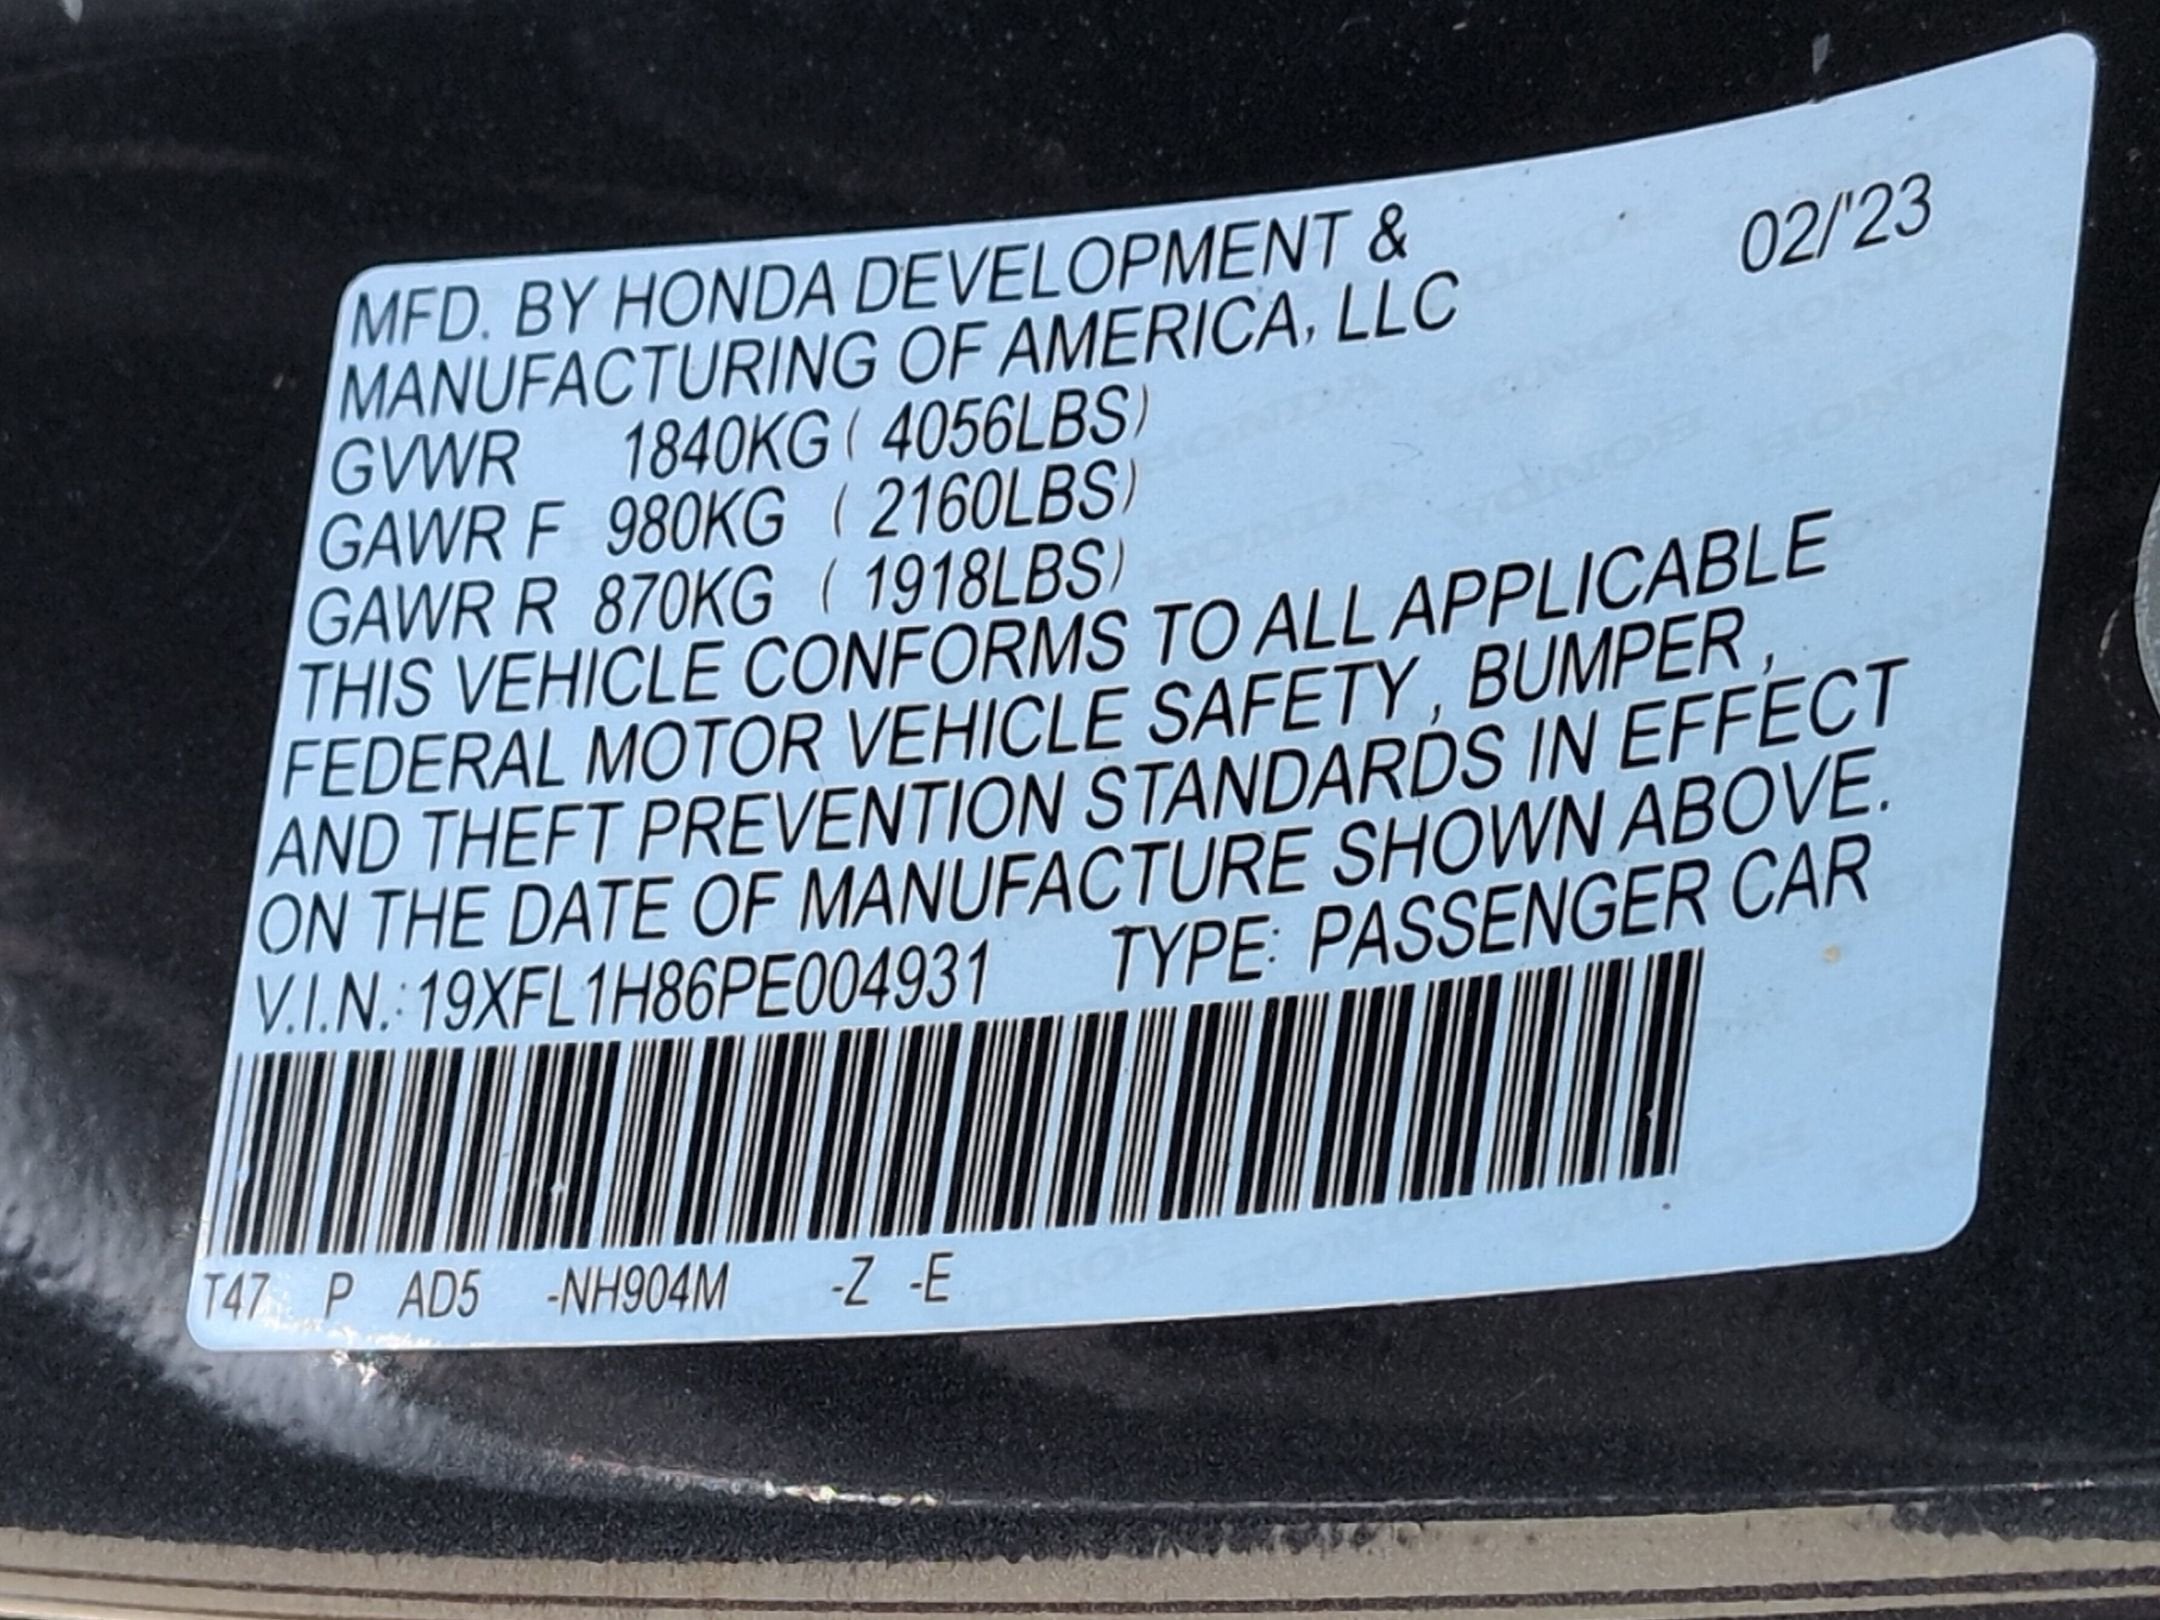 MFD. BY HONDA DEVELOPMENT & 02/'23
MANUFACTURING OF AMERICA, LLC
GVWR 1840KG ( 4056LBS)
GAWR F 980KG ( 2160LBS)
GAWR R 870KG ( 1918LBS)
THIS VEHICLE CONFORMS TO ALL APPLICABLE
FEDERAL MOTOR VEHICLE SAFETY , BUMPER ,
AND THEFT PREVENTION STANDARDS IN EFFECT
ON THE DATE OF MANUFACTURE SHOWN ABOVE.
V.I.N.: 19XFL1H86PE004931 TYPE: PASSENGER CAR
T47 P AD5 -NH904M -Z -E